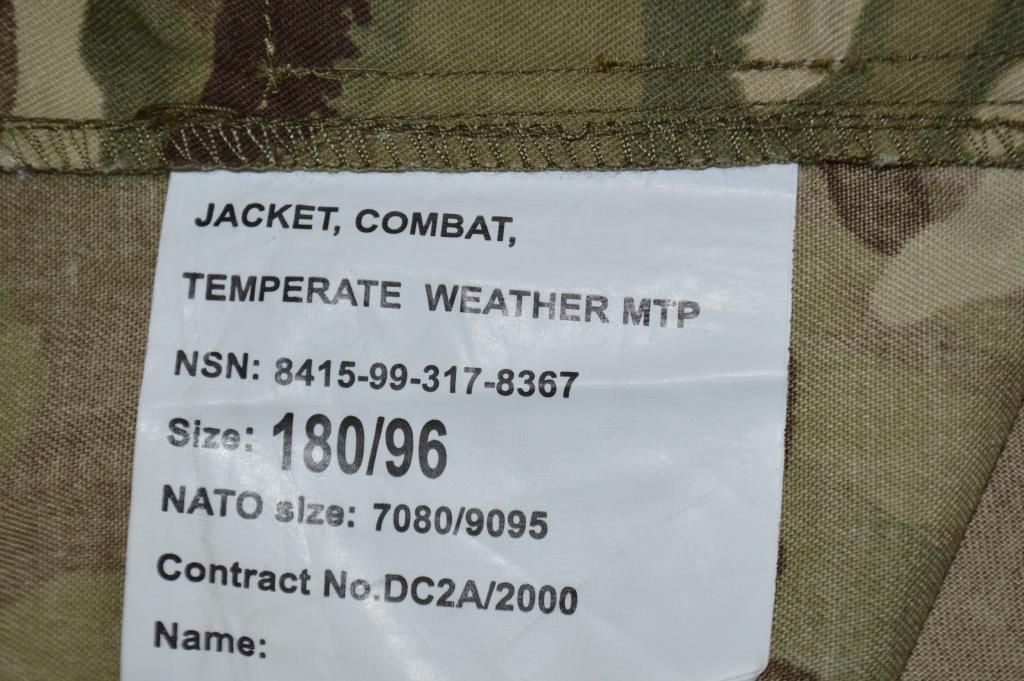 JACKET, COMBAT,
TEMPERATE WEATHER MTP
NSN: 8415-99-317-8367
Size: 180/96
NATO size: 7080/9095
Contract No.DC2A/2000
Name: